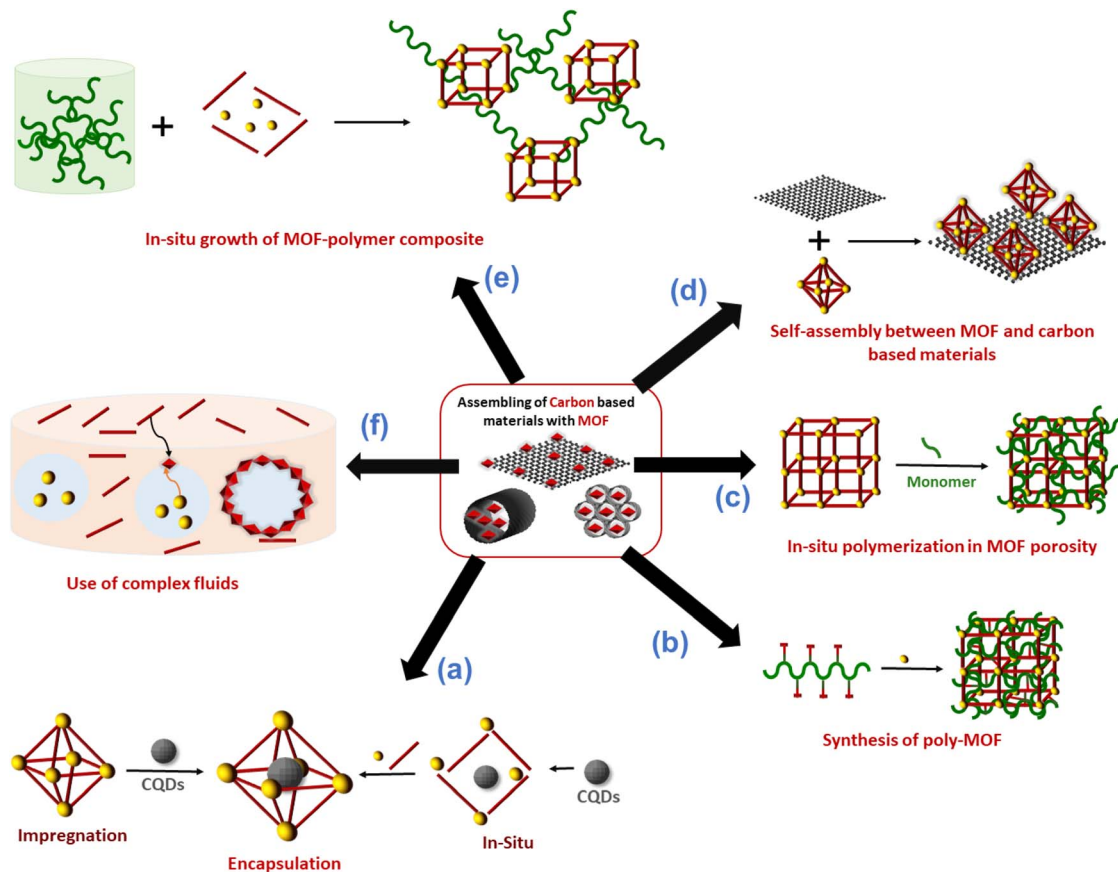 +
In-situ growth of MOF-polymer composite
(e)
(d)
+
Self-assembly between MOF and carbon
based materials
Assembling of Carbon based
materials with MOF
(f)
Use of complex fluids
(c)
Monomer
In-situ polymerization in MOF porosity
(b)
Synthesis of poly-MOF
(a)
CQDs
Impregnation
Encapsulation
In-Situ
CQDs